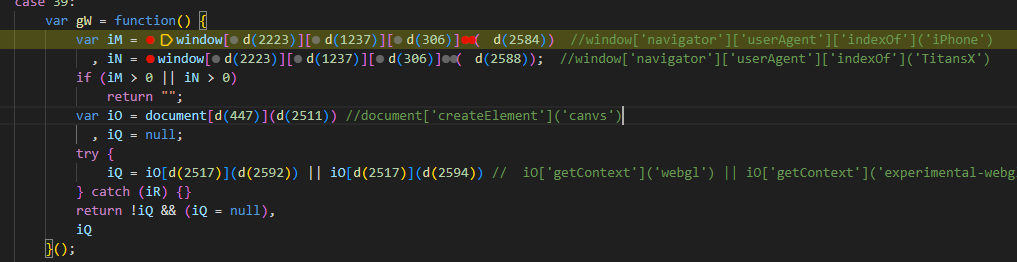 case 39:
var gW = function() {
var iM = window[ d(2223)][ d(1237)][ d(306)] ( d(2584)) //window['navigator']['userAgent']['indexOf']('iPhone')
, iN = window[ d(2223)][ d(1237)][ d(306)] ( d(2588)); //window['navigator']['userAgent']['indexOf']('TitansX')
if (iM > 0 || iN > 0)
return "";
var iO = document[d(447)](d(2511)) //document['createElement']('canvs')
, iQ = null;
try {
iQ = iO[d(2517)](d(2592)) || iO[d(2517)](d(2594)) // iO['getContext']('webgl') || iO['getContext']('experimental-webg
} catch (iR) {}
return !iQ && (iQ = null),
iQ
}();